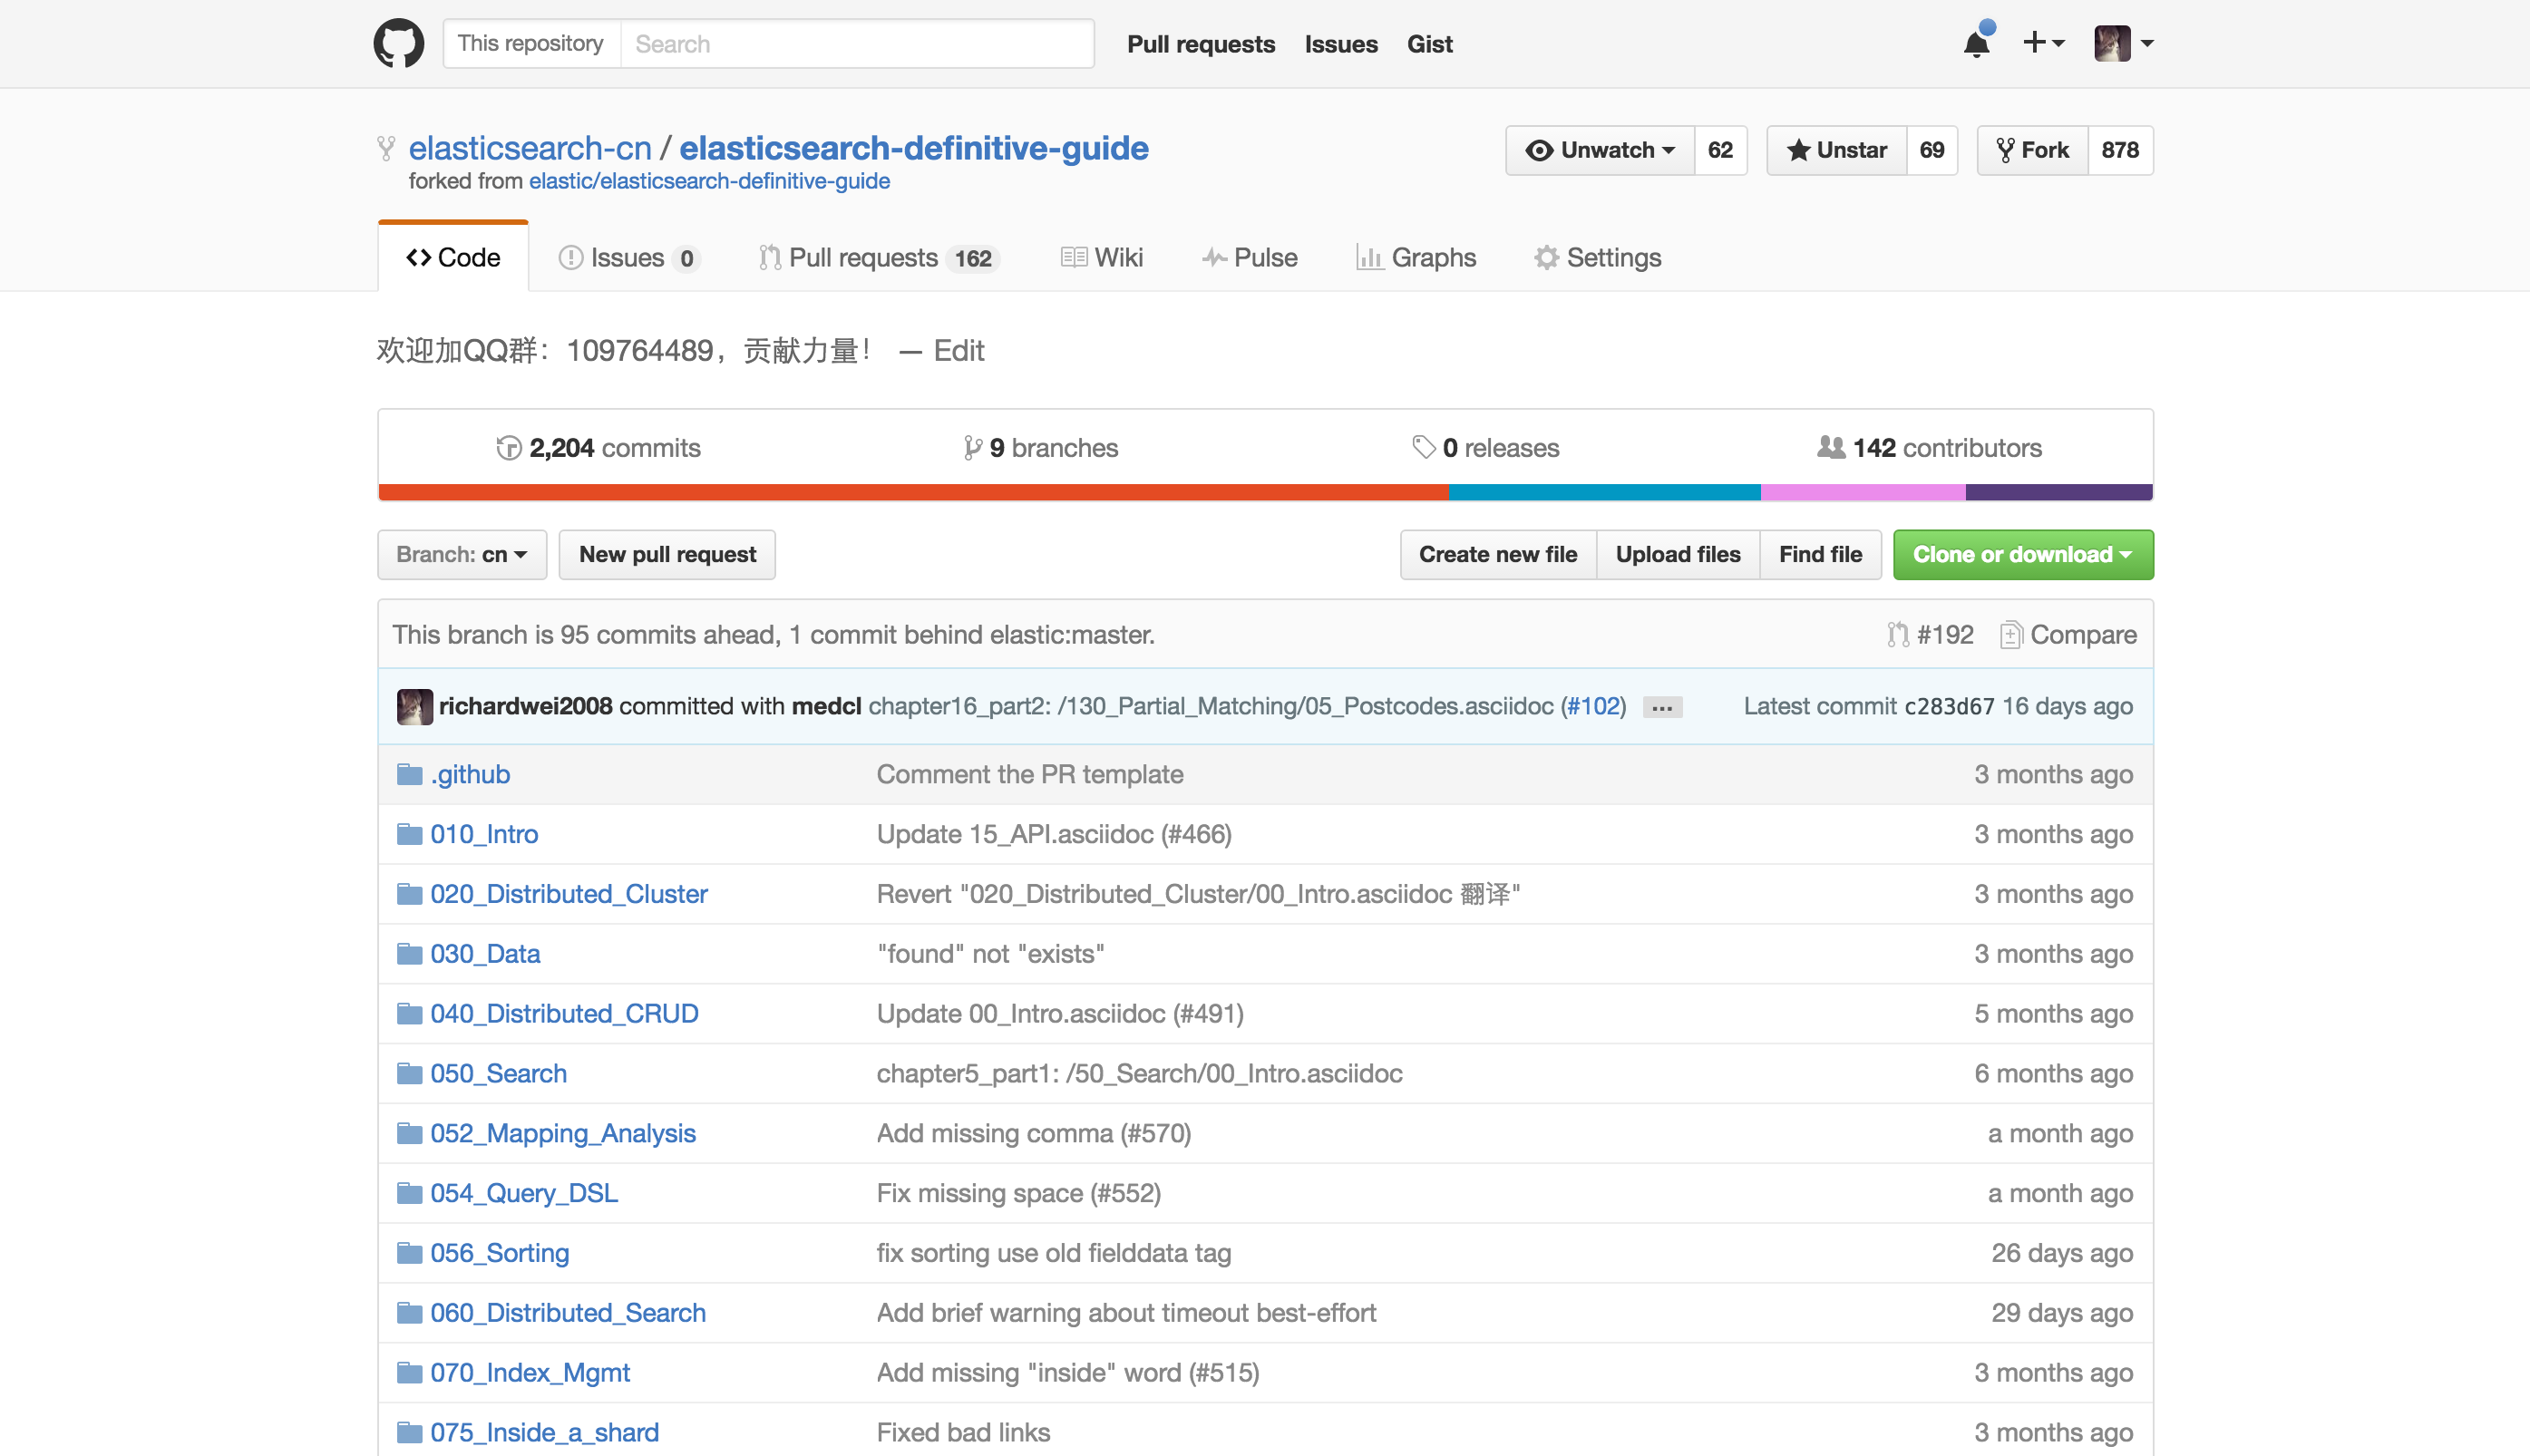 This repository Search Pull requests Issues Gist
elasticsearch-cn / elasticsearch-definitive-guide
forked from elastic/elasticsearch-definitive-guide
Unwatch 62 Unstar 69 Fork 878
Code Issues 0 Pull requests 162 Wiki Pulse Graphs Settings
欢迎加QQ群：109764489，贡献力量！ — Edit
2,204 commits 9 branches 0 releases 142 contributors
Branch: cn New pull request Create new file Upload files Find file Clone or download
This branch is 95 commits ahead, 1 commit behind elastic:master. #192 Compare
richardwei2008 committed with medcl chapter16_part2: /130_Partial_Matching/05_Postcodes.asciidoc (#102) … Latest commit c283d67 16 days ago
.github Comment the PR template 3 months ago
010_Intro Update 15_API.asciidoc (#466) 3 months ago
020_Distributed_Cluster Revert "020_Distributed_Cluster/00_Intro.asciidoc 翻译" 3 months ago
030_Data "found" not "exists" 3 months ago
040_Distributed_CRUD Update 00_Intro.asciidoc (#491) 5 months ago
050_Search chapter5_part1: /50_Search/00_Intro.asciidoc 6 months ago
052_Mapping_Analysis Add missing comma (#570) a month ago
054_Query_DSL Fix missing space (#552) a month ago
056_Sorting fix sorting use old fielddata tag 26 days ago
060_Distributed_Search Add brief warning about timeout best-effort 29 days ago
070_Index_Mgmt Add missing "inside" word (#515) 3 months ago
075_Inside_a_shard Fixed bad links 3 months ago